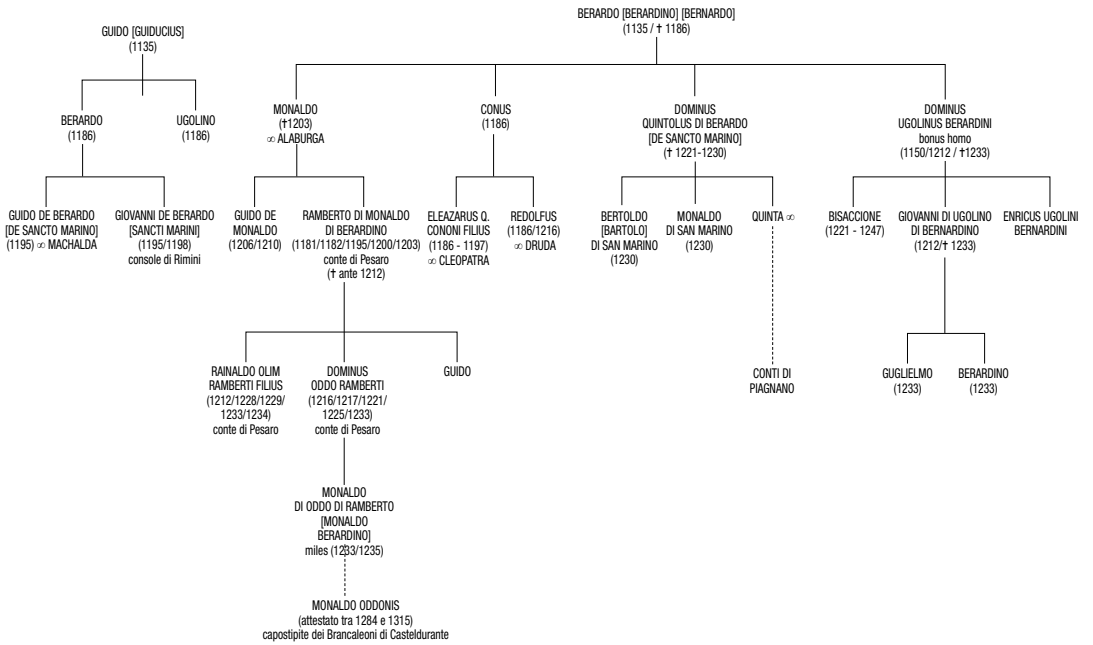 BERARDO [BERARDINO] [BERNARDO]
(1135 / † 1186)
GUIDO [GUIDUCIUS]
(1135)
BERARDO
(1186)
UGOLINO
(1186)
MONALDO
(†1203)
∞ ALABURGA
CONUS
(1186)
DOMINUS
QUINTOLUS DI BERARDO
[DE SANCTO MARINO]
(† 1221-1230)
DOMINUS
UGOLINUS BERARDINI
bonus homo
(1150/1212 / †1233)
GUIDO DE BERARDO
[DE SANCTO MARINO]
(1195) ∞ MACHALDA
GIOVANNI DE BERARDO
[SANCTI MARINI]
(1195/1198)
console di Rimini
GUIDO DE
MONALDO
(1206/1210)
RAMBERTO DI MONALDO
DI BERARDINO
(1181/1182/1195/1200/1203)
conte di Pesaro
(† ante 1212)
ELEAZARUS Q.
CONONI FILIUS
(1186 - 1197)
∞ CLEOPATRA
REDOLFUS
(1186/1216)
∞ DRUDA
BERTOLDO
[BARTOLO]
DI SAN MARINO
(1230)
MONALDO
DI SAN MARINO
(1230)
QUINTA ∞
BISACCIONE
(1221 - 1247)
GIOVANNI DI UGOLINO
DI BERNARDINO
(1212/† 1233)
ENRICUS UGOLINI
BERNARDINI
RAINALDO OLIM
RAMBERTI FILIUS
(1212/1228/1229/
1233/1234)
conte di Pesaro
DOMINUS
ODDO RAMBERTI
(1216/1217/1221/
1225/1233)
conte di Pesaro
GUIDO
CONTI DI
PIAGNANO
GUGLIELMO
(1233)
BERARDINO
(1233)
MONALDO
DI ODDO DI RAMBERTO
[MONALDO
BERARDINO]
miles (1233/1235)
MONALDO ODDONIS
(attestato tra 1284 e 1315)
capostipite dei Brancaleoni di Casteldurante